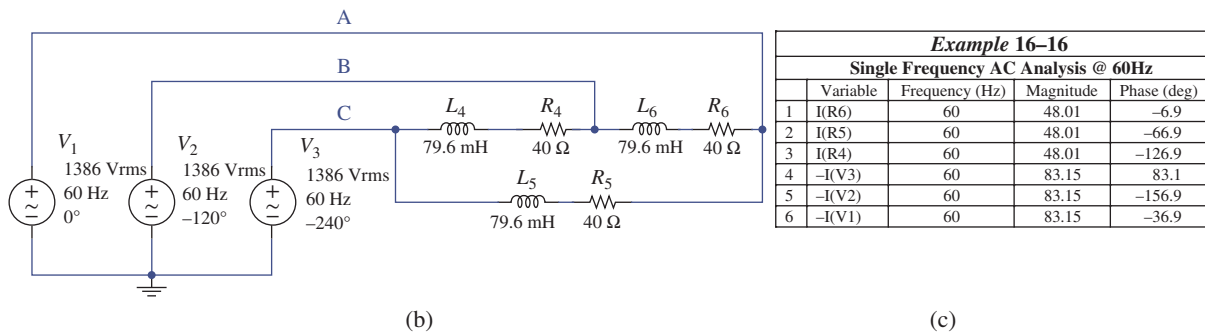 A
B
C
L4
R4
L6
R6
79.6 mH
40 Ω
79.6 mH
40 Ω
V1
1386 Vrms
60 Hz
0°
V2
1386 Vrms
60 Hz
–120°
V3
1386 Vrms
60 Hz
–240°
L5
R5
79.6 mH
40 Ω
(b)
Example 16–16
Single Frequency AC Analysis @ 60Hz
Variable Frequency (Hz) Magnitude Phase (deg)
1 I(R6) 60 48.01 –6.9
2 I(R5) 60 48.01 –66.9
3 I(R4) 60 48.01 –126.9
4 –I(V3) 60 83.15 83.1
5 –I(V2) 60 83.15 –156.9
6 –I(V1) 60 83.15 –36.9
(c)